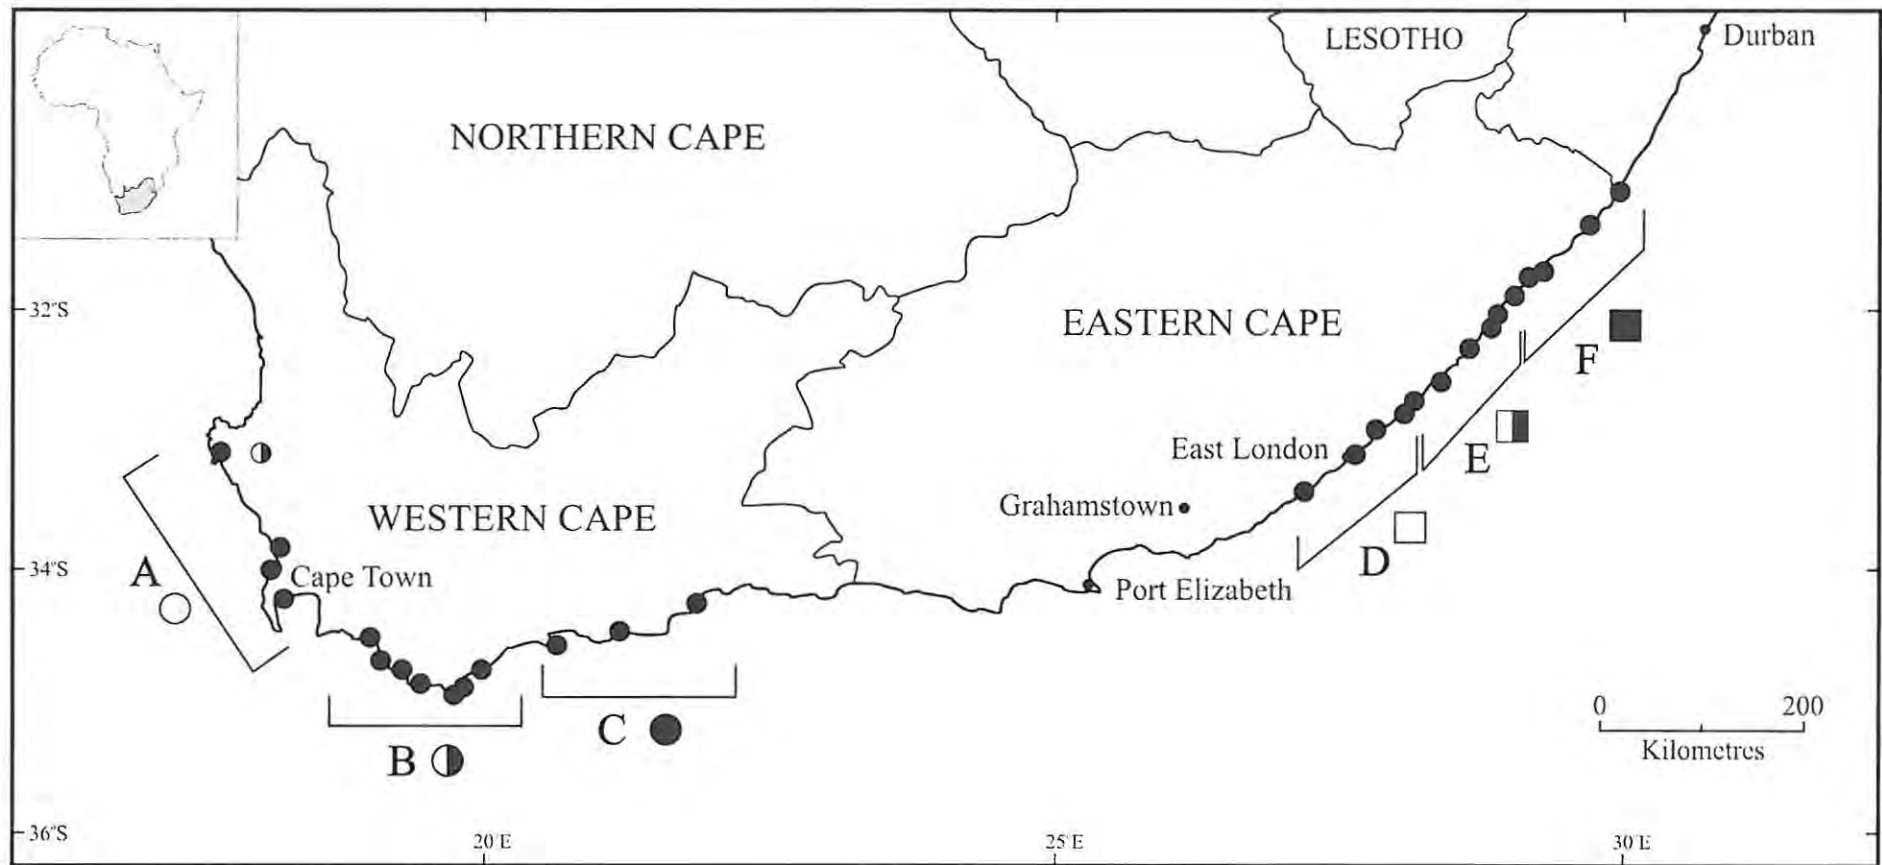 LESOTHO
Durban
NORTHERN CAPE
32°S
EASTERN CAPE
F
East London
E
WESTERN CAPE
Grahamstown
D
34°S
A
Cape Town
Port Elizabeth
0 200
Kilometres
C
B
36°S
20°E
25°E
30°E